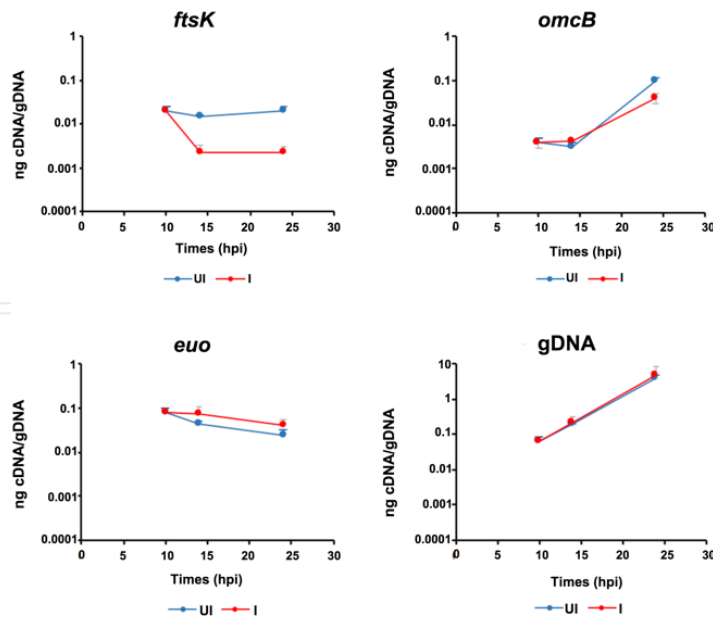 ftsK
ng cDNA/gDNA
1
0.1
0.01
0.001
0.0001
0 5 10 15 20 25 30
Times (hpi)
UI I
omcB
ng cDNA/gDNA
1
0.1
0.01
0.001
0.0001
0 5 10 15 20 25 30
Times (hpi)
UI I
euo
ng cDNA/gDNA
1
0.1
0.01
0.001
0.0001
0 5 10 15 20 25 30
Times (hpi)
UI I
gDNA
ng cDNA/gDNA
10
1
0.1
0.01
0.001
0.0001
0 5 10 15 20 25 30
Times (hpi)
UI I